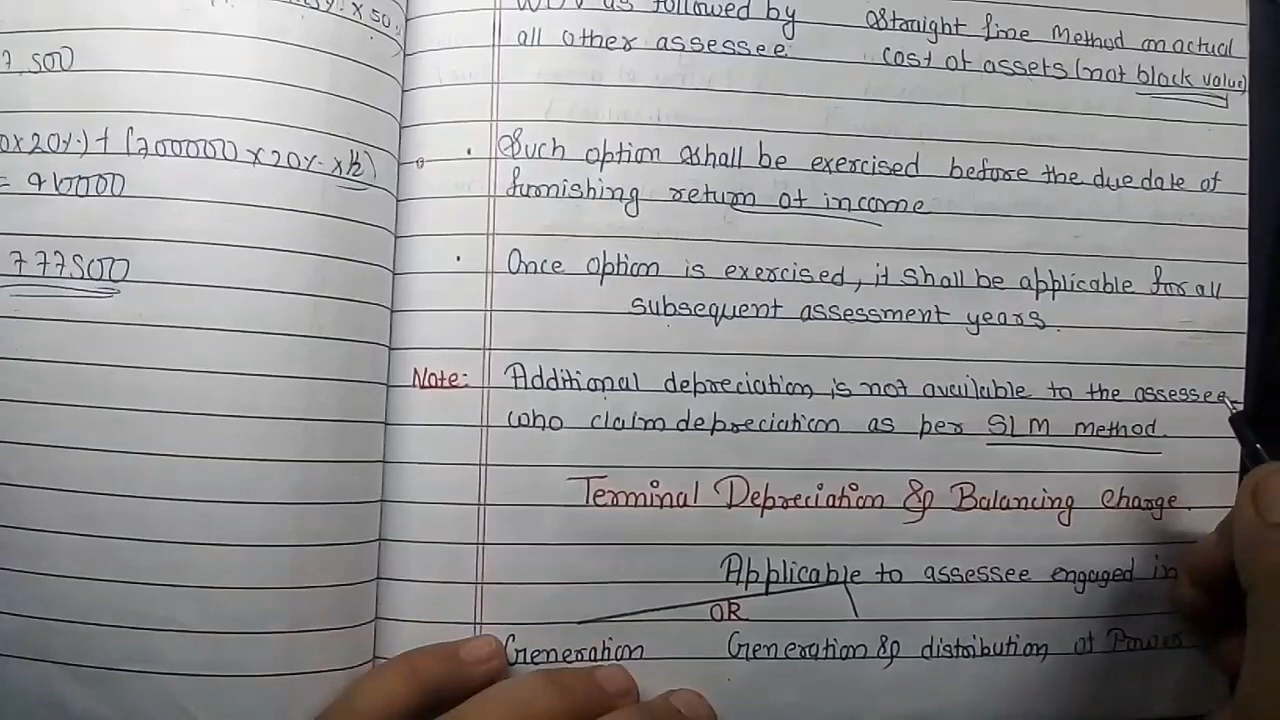 x 50%
7,500
0 x 20%) + (7000000 x 20% x ½)
= 910000
777500
WDV as followed by Straight line Method on actual
all other assessee cost of assets (not block value)
• Such option shall be exercised before the due date of
furnishing return of income
• Once option is exercised, it shall be applicable for all
subsequent assessment years.
Note: Additional depreciation is not available to the assessee
who claim depreciation as per SLM method.
Terminal Depreciation & Balancing charge.
Applicable to assessee engaged in
OR
Generation Generation & distribution of Power